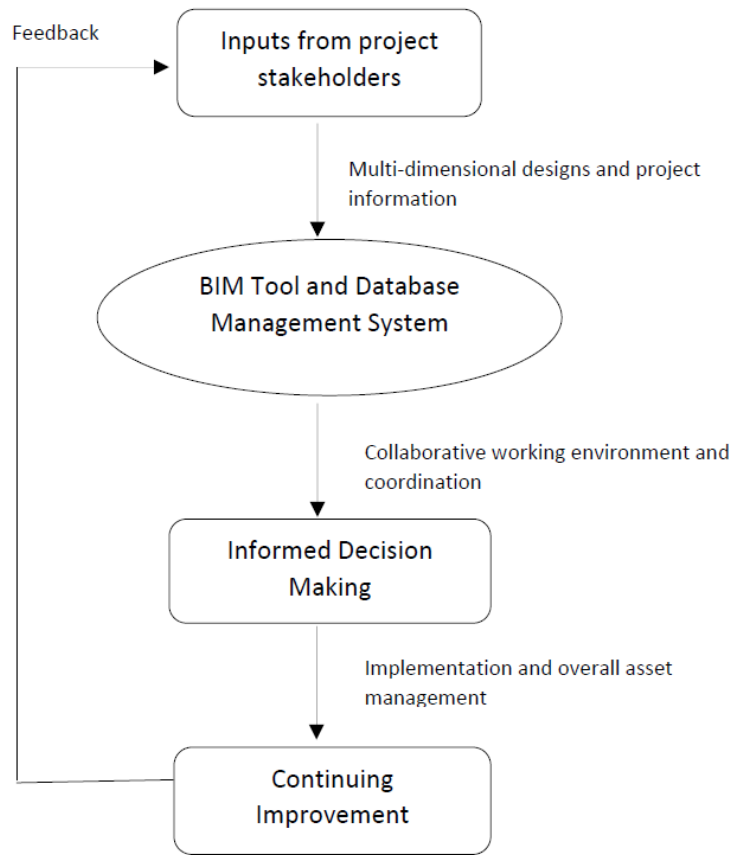 Feedback
Inputs from project
stakeholders
Multi-dimensional designs and project
information
BIM Tool and Database
Management System
Collaborative working environment and
coordination
Informed Decision
Making
Implementation and overall asset
management
Continuing
Improvement